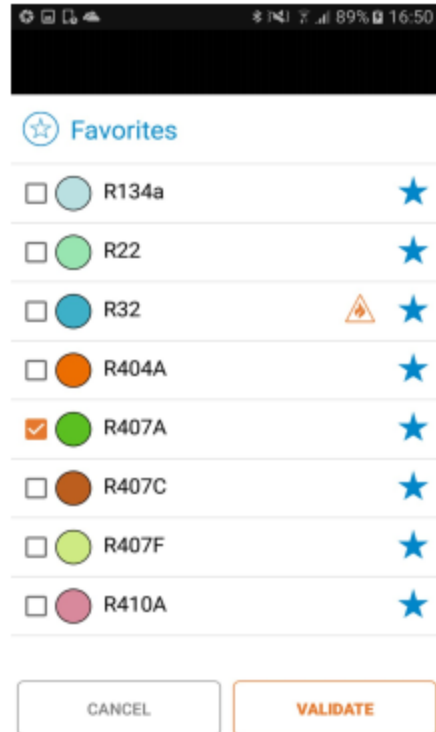 89% 16:50
Favorites
R134a
R22
R32
R404A
R407A
R407C
R407F
R410A
CANCEL VALIDATE